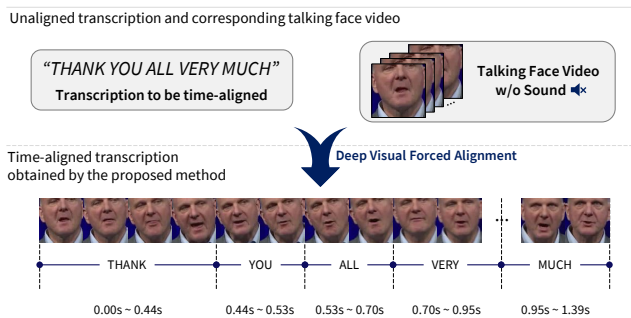 Unaligned transcription and corresponding talking face video
“THANK YOU ALL VERY MUCH”
Transcription to be time-aligned
Talking Face Video
w/o Sound
...
Deep Visual Forced Alignment
Time-aligned transcription
obtained by the proposed method
...
THANK YOU ALL VERY MUCH
0.00s ~ 0.44s 0.44s ~ 0.53s 0.53s ~ 0.70s 0.70s ~ 0.95s 0.95s ~ 1.39s